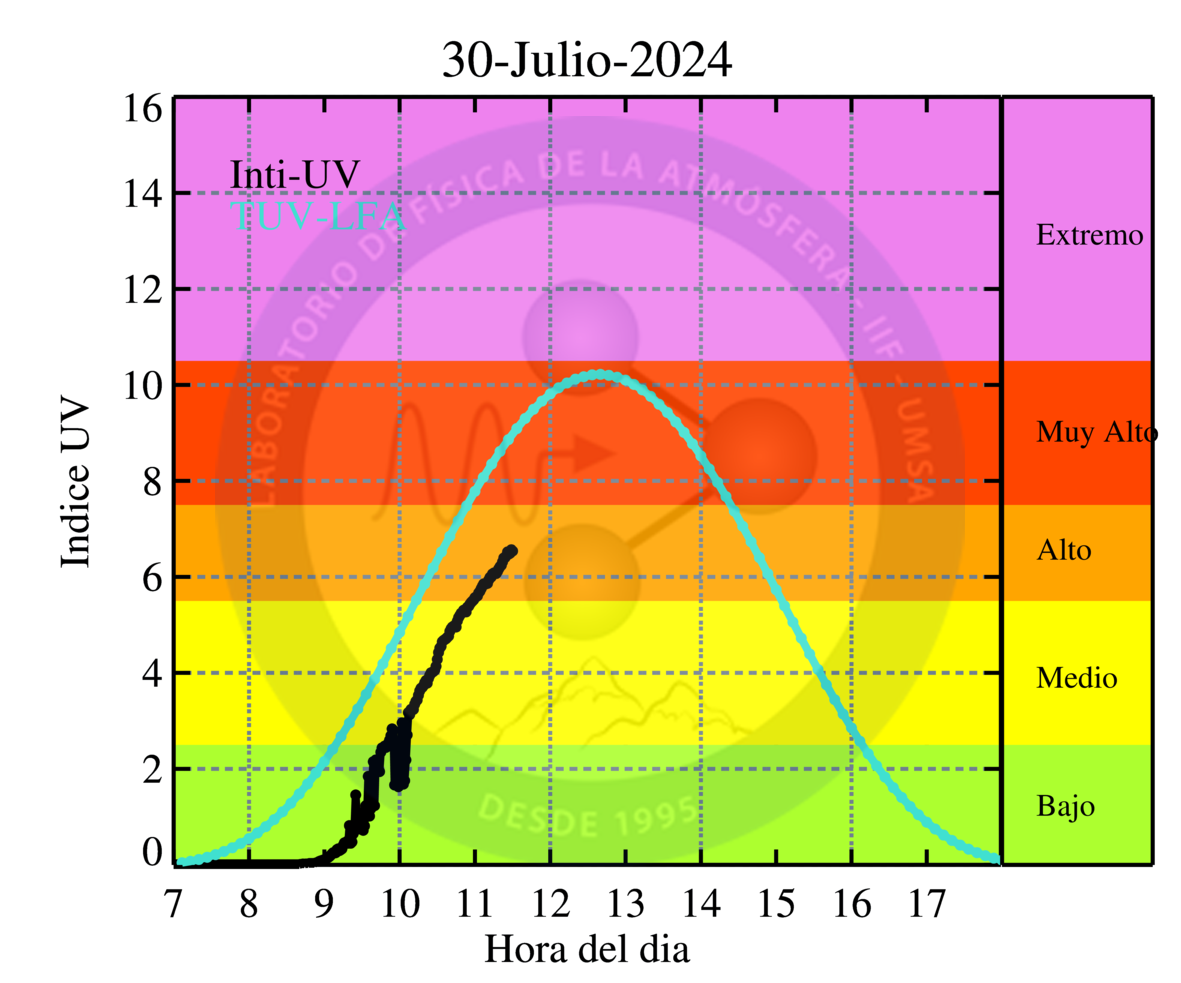 30-Julio-2024
16
14
12
10
8
6
4
2
0
Indice UV
Inti-UV
TUV-LFA
LABORATORIO DE FÍSICA DE LA ATMÓSFERA - IIF - UMSA
DESDE 1995
Extremo
Muy Alto
Alto
Medio
Bajo
7 8 9 10 11 12 13 14 15 16 17
Hora del dia